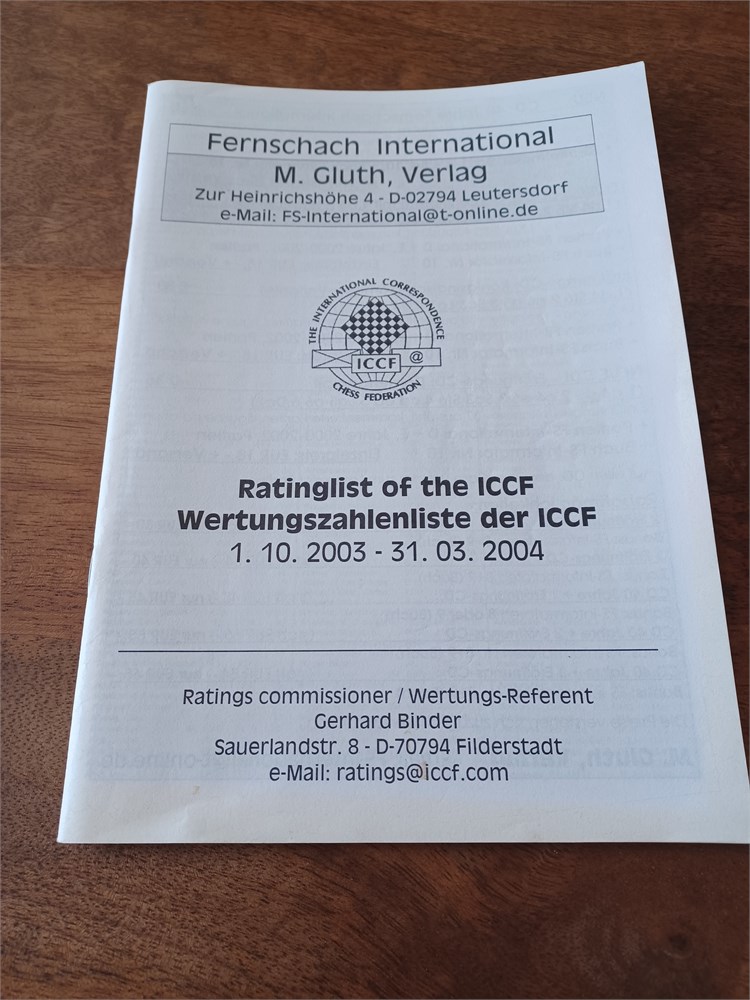 Fernschach International
M. Gluth, Verlag
Zur Heinrichshöhe 4 - D-02794 Leutersdorf
e-Mail: FS-International@t-online.de
THE INTERNATIONAL CORRESPONDENCE
ICCF @
CHESS FEDERATION
Ratinglist of the ICCF
Wertungszahlenliste der ICCF
1. 10. 2003 - 31. 03. 2004
Ratings commissioner / Wertungs-Referent
Gerhard Binder
Sauerlandstr. 8 - D-70794 Filderstadt
e-Mail: ratings@iccf.com